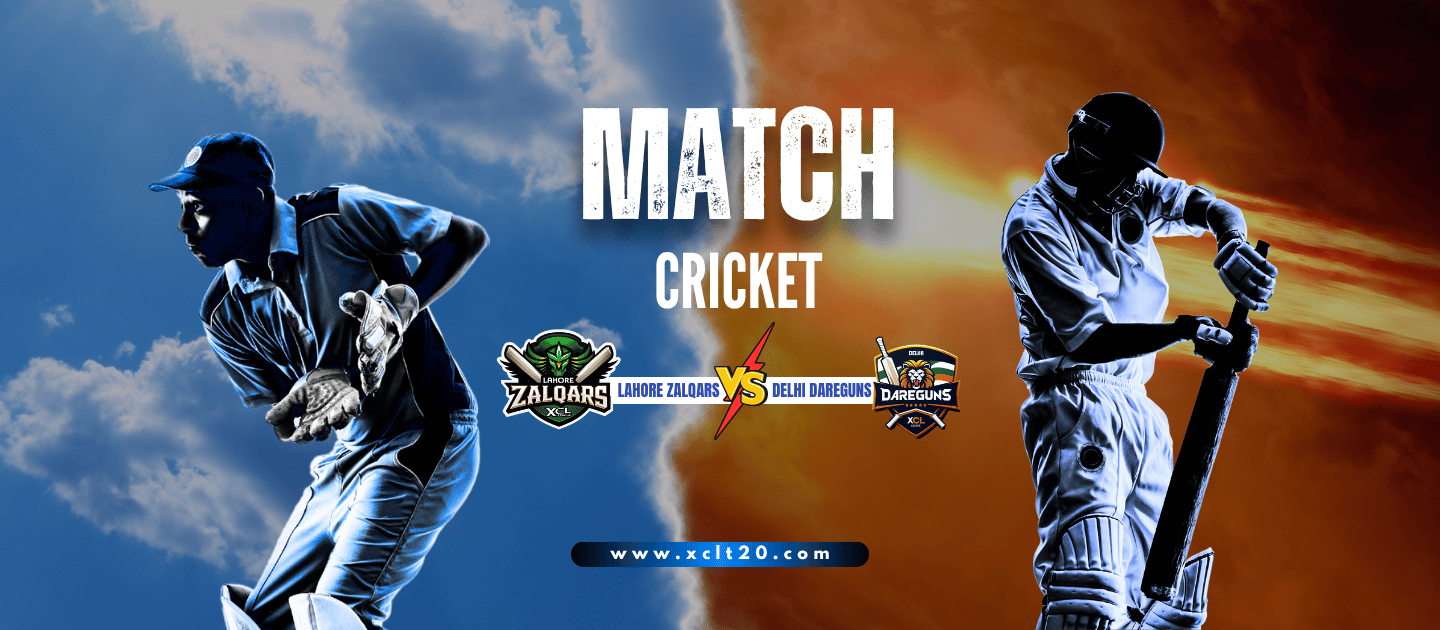 MATCH
CRICKET
LAHORE
ZALQARS
XCL
LAHORE ZALQARS
VS
DELHI DAREGUNS
DELHI
DAREGUNS
XCL
www.xclt20.com